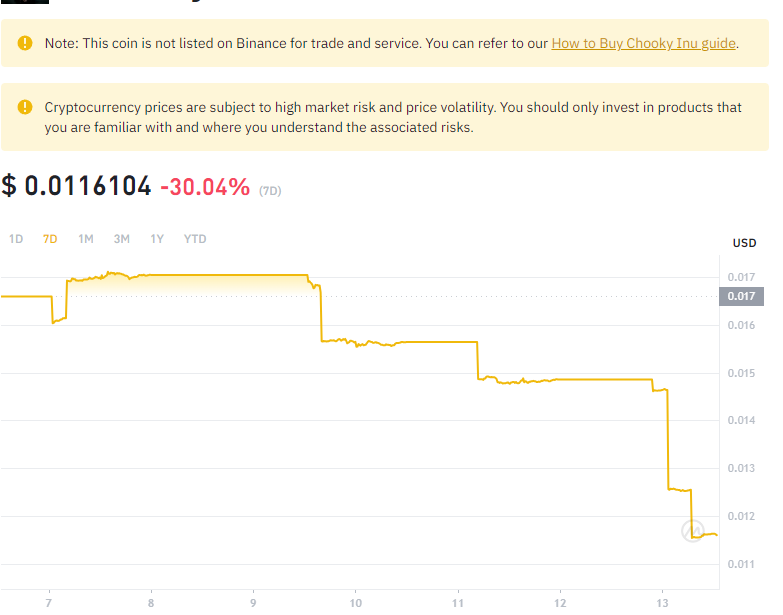 Note: This coin is not listed on Binance for trade and service. You can refer to our How to Buy Chooky Inu guide.
Cryptocurrency prices are subject to high market risk and price volatility. You should only invest in products that
you are familiar with and where you understand the associated risks.
$ 0.0116104 -30.04% (7D)
1D 7D 1M 3M 1Y YTD
USD
0.017
0.017
0.016
0.015
0.014
0.013
0.012
0.011
7 8 9 10 11 12 13